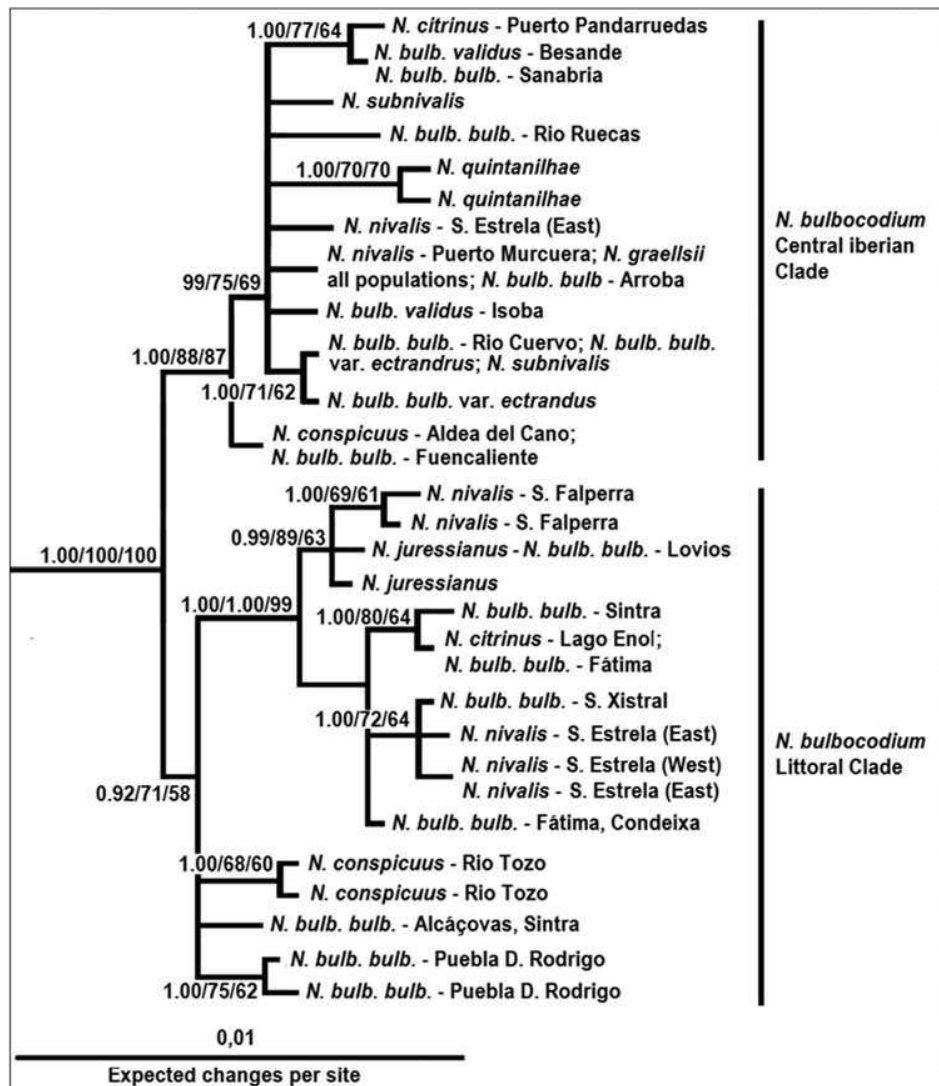 1.00/77/64
N. citrinus - Puerto Pandarruedas
N. bulb. validus - Besande
N. bulb. bulb. - Sanabria
N. subnivalis
N. bulb. bulb. - Rio Ruecas
1.00/70/70
N. quintanilhae
N. quintanilhae
N. nivalis - S. Estrela (East)
N. nivalis - Puerto Murcuera; N. graellsii
all populations; N. bulb. bulb - Arroba
99/75/69
N. bulb. validus - Isoba
N. bulb. bulb. - Rio Cuervo; N. bulb. bulb.
var. ectrandrus; N. subnivalis
1.00/88/87
1.00/71/62
N. bulb. bulb. var. ectrandus
N. conspicuus - Aldea del Cano;
N. bulb. bulb. - Fuencaliente
N. bulbocodium
Central iberian
Clade
1.00/69/61
N. nivalis - S. Falperra
N. nivalis - S. Falperra
0.99/89/63
N. juressianus - N. bulb. bulb. - Lovios
1.00/100/100
N. juressianus
1.00/1.00/99
1.00/80/64
N. bulb. bulb. - Sintra
N. citrinus - Lago Enol;
N. bulb. bulb. - Fátima
N. bulb. bulb. - S. Xistral
1.00/72/64
N. nivalis - S. Estrela (East)
N. nivalis - S. Estrela (West)
N. nivalis - S. Estrela (East)
0.92/71/58
N. bulb. bulb. - Fátima, Condeixa
N. bulbocodium
Littoral Clade
1.00/68/60
N. conspicuus - Rio Tozo
N. conspicuus - Rio Tozo
N. bulb. bulb. - Alcáçovas, Sintra
N. bulb. bulb. - Puebla D. Rodrigo
1.00/75/62
N. bulb. bulb. - Puebla D. Rodrigo
0,01
Expected changes per site